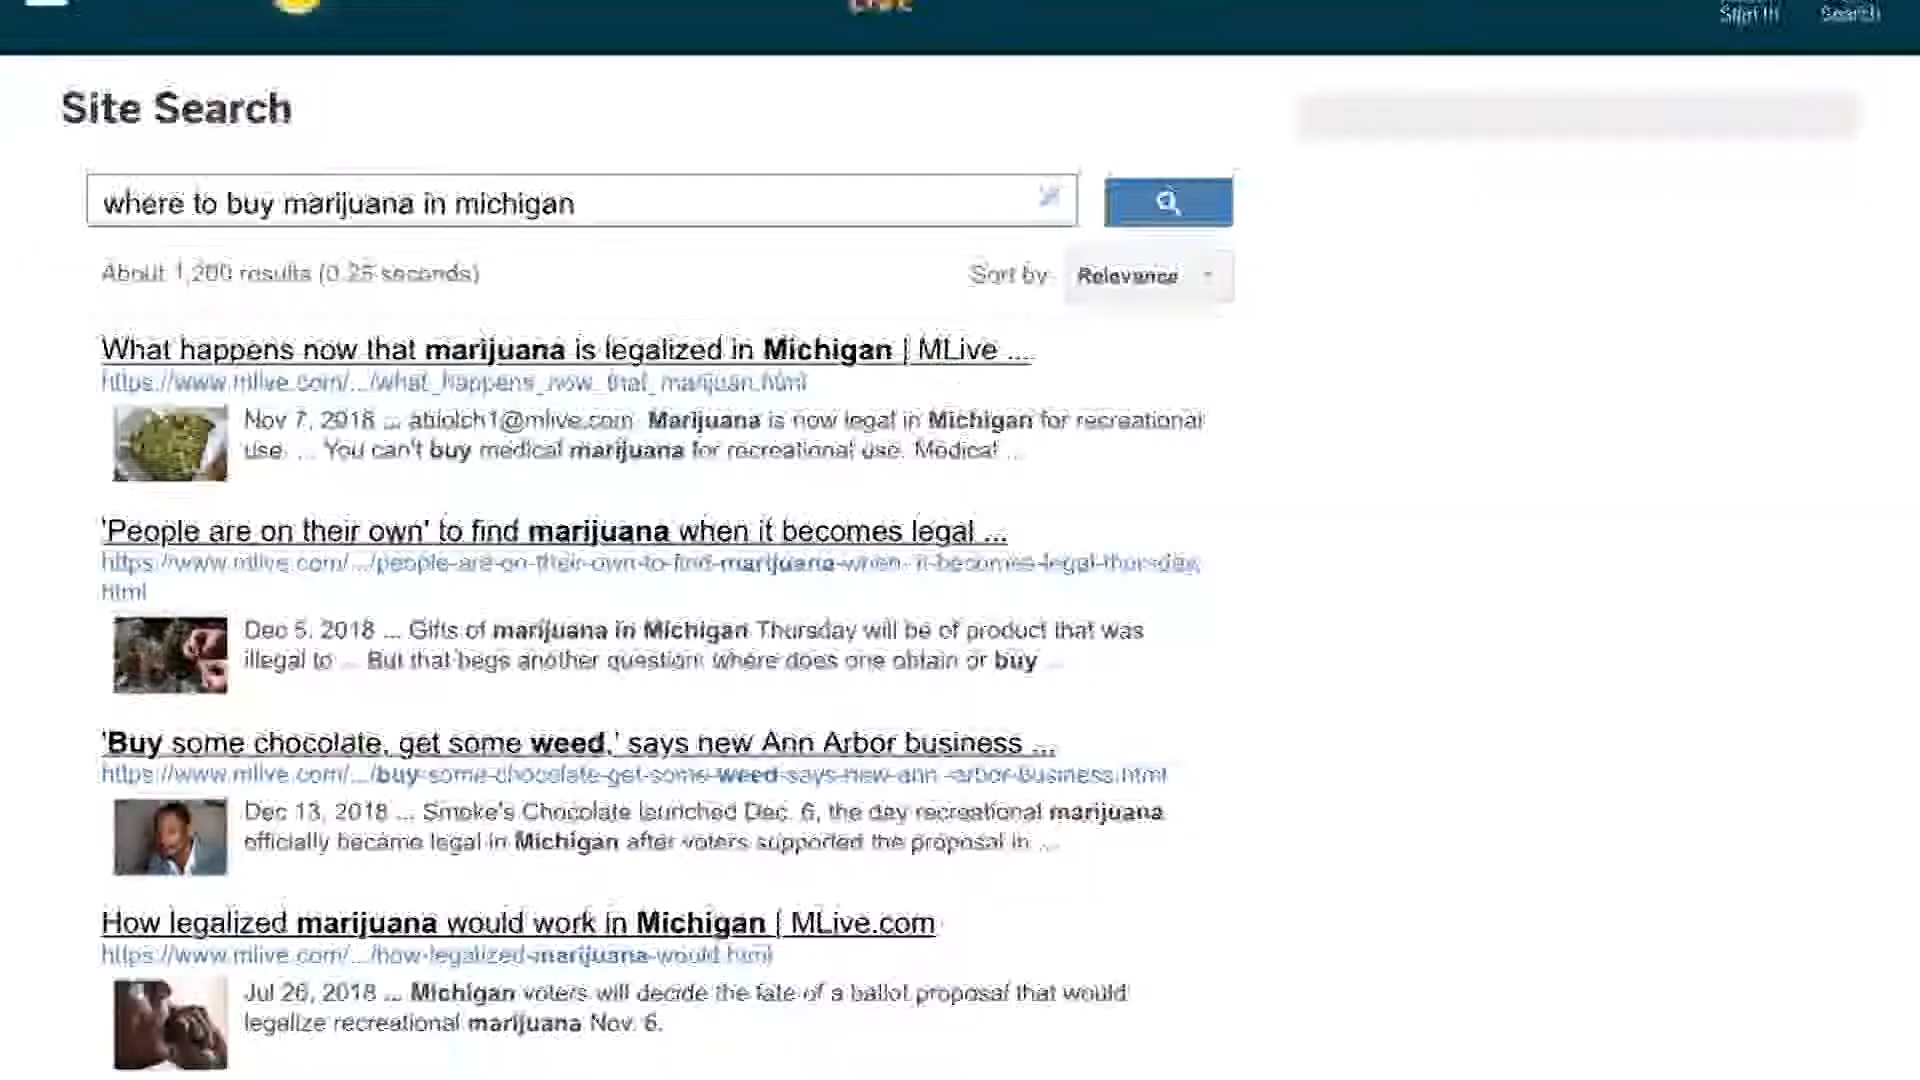 Sign In
Search
Site Search
where to buy marijuana in michigan
About 1,200 results (0.25 seconds)
Sort by:
Relevance
What happens now that marijuana is legalized in Michigan | MLive ....
https://www.mlive.com/.../what_happens_now_that_marijuan.html
Nov 7, 2018 ... Marijuana is now legal in Michigan for recreational
use. ... You can't buy medical marijuana for recreational use. Medical ...
'People are on their own' to find marijuana when it becomes legal ...
https://www.mlive.com/.../people-are-on-their-own-to-find-marijuana-when- it-becomes-legal-thursday.
html
Dec 5, 2018 ... Gifts of marijuana in Michigan Thursday will be of product that was
illegal to ... But that begs another question: where does one obtain or buy ...
'Buy some chocolate, get some weed,' says new Ann Arbor business ...
https://www.mlive.com/.../buy-some-chocolate-get-some-weed-says-new-ann -arbor-business.html
Dec 13, 2018 ... Smoke's Chocolate launched Dec. 6, the day recreational marijuana
officially became legal in Michigan after voters supported the proposal in ...
How legalized marijuana would work in Michigan | MLive.com
https://www.mlive.com/.../how-legalized-marijuana-would.html
Jul 26, 2018 ... Michigan voters will decide the fate of a ballot proposal that would
legalize recreational marijuana Nov. 6.